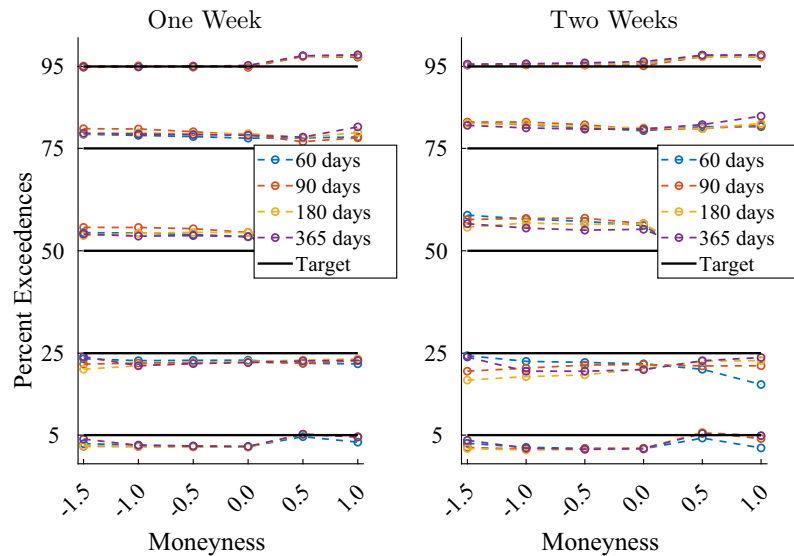 One Week
Two Weeks
Percent Exceedences
95
75
50
25
5
60 days
90 days
180 days
365 days
Target
-1.5
-1.0
-0.5
0.0
0.5
1.0
Moneyness
95
75
50
25
5
60 days
90 days
180 days
365 days
Target
-1.5
-1.0
-0.5
0.0
0.5
1.0
Moneyness